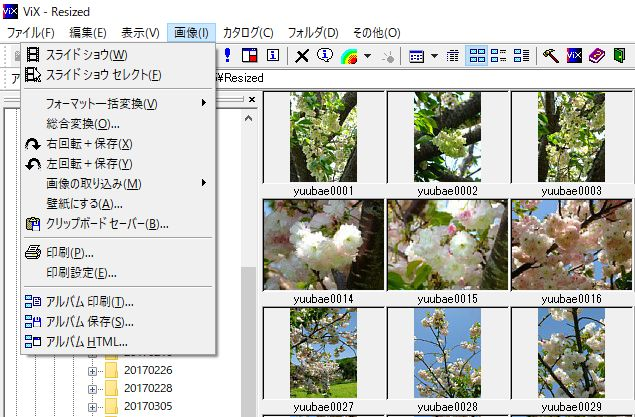 ViX - Resized
ファイル(F) 編集(E) 表示(V) 画像(I) カタログ(C) フォルダ(D) その他(O)
スライド ショウ(W)
スライド ショウ セレクト(F)
¥Resized
フォーマット一括変換(V)
総合変換(O)...
右回転+保存(X)
左回転+保存(Y)
画像の取り込み(M)
壁紙にする(A)...
クリップボード サーバー(B)...
印刷(P)...
印刷設定(E)...
アルバム 印刷(T)...
アルバム 保存(S)...
アルバム HTML...
20170226
20170228
20170305
yuubae0001 yuubae0002 yuubae0003
yuubae0014 yuubae0015 yuubae0016
yuubae0027 yuubae0028 yuubae0029